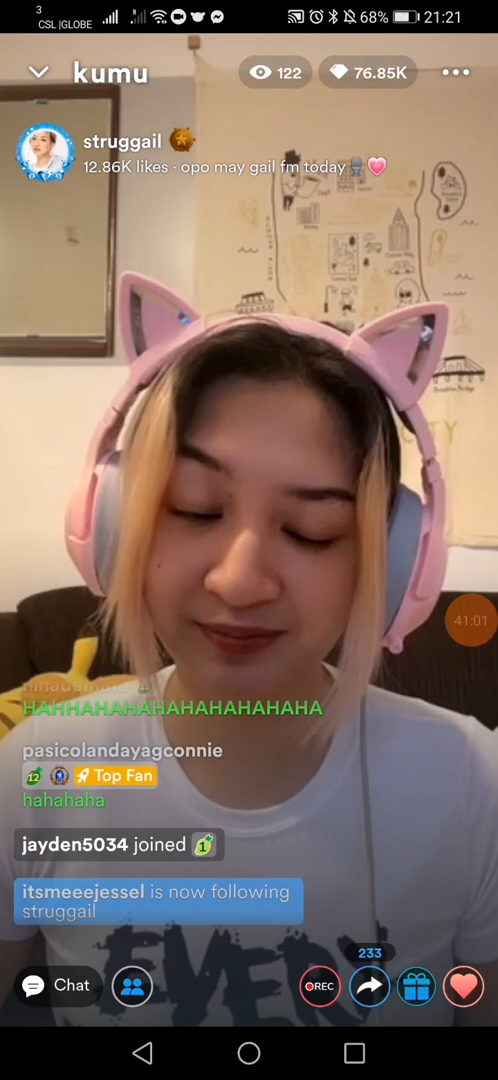 3
CSL |GLOBE
68% 21:21
kumu
122
76.85K
struggail
12.86K likes · opo may gail fm today
HAHHAHAHAHAHAHAHAHAHA
pasicolandayagconnie
12
Top Fan
hahahaha
jayden5034 joined 1
itsmeeejessel is now following
struggail
41:01
EVERY
233
Chat
REC